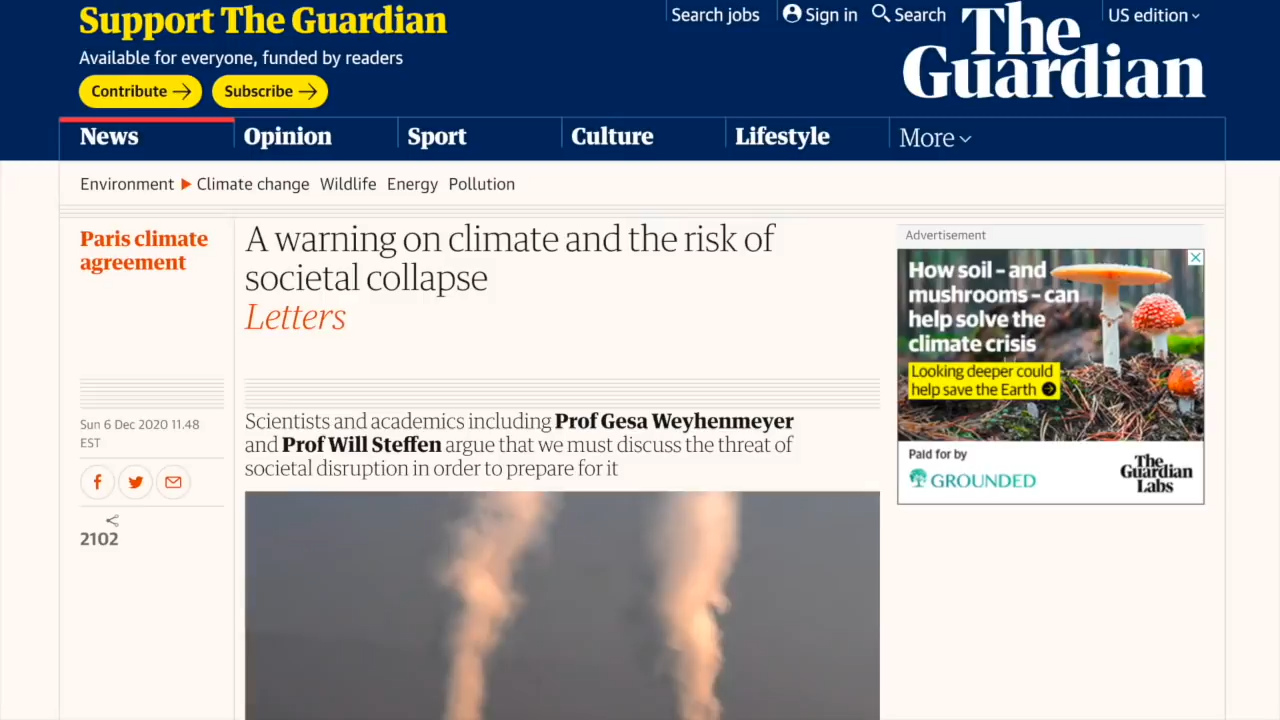 Support The Guardian
Available for everyone, funded by readers
Contribute
Subscribe
Search jobs
Sign in
Search
US edition
The
Guardian
News
Opinion
Sport
Culture
Lifestyle
More
Environment
Climate change
Wildlife
Energy
Pollution
Paris climate
agreement
A warning on climate and the risk of
societal collapse
Letters
Sun 6 Dec 2020 11.48
EST
2102
Scientists and academics including Prof Gesa Weyhenmeyer
and Prof Will Steffen argue that we must discuss the threat of
societal disruption in order to prepare for it
Advertisement
How soil – and
mushrooms – can
help solve the
climate crisis
Looking deeper could
help save the Earth
Paid for by
GROUNDED
The
Guardian
Labs